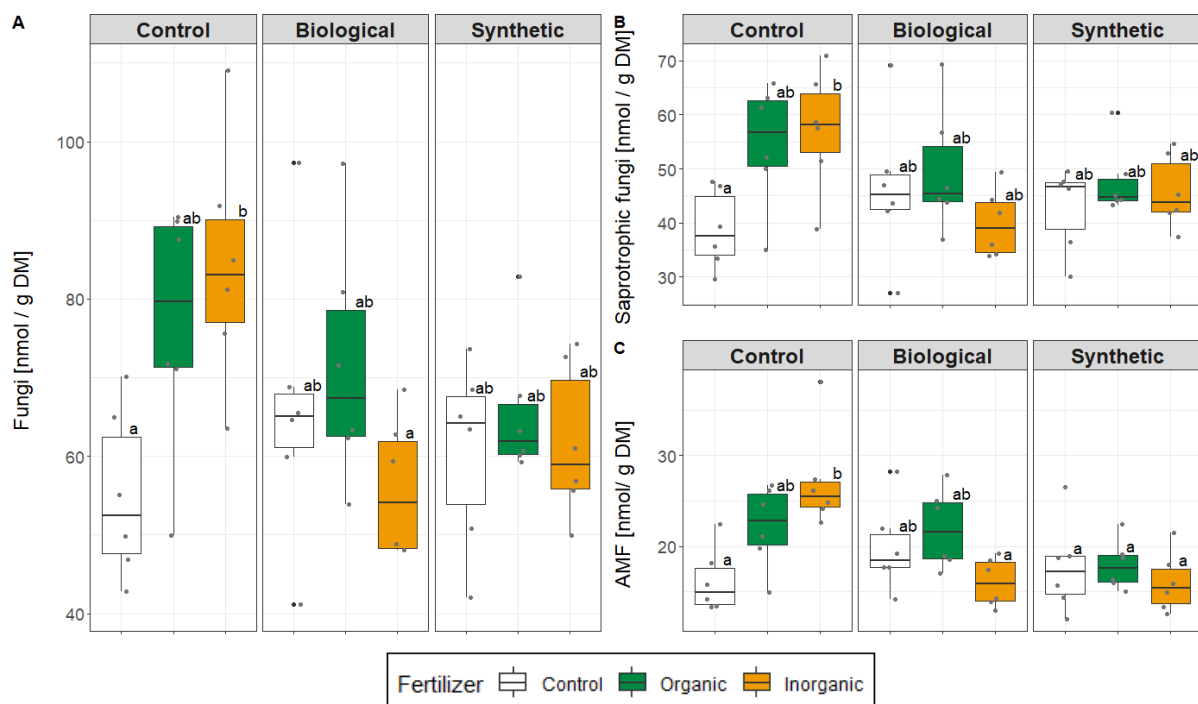 A
Control Biological Synthetic
Fungi [nmol / g DM]
100
80
60
40
a ab b ab ab a ab ab ab
B
Control Biological Synthetic
Saprotrophic fungi [nmol / g DM]
70
60
50
40
30
a ab b ab ab ab ab ab ab
C
Control Biological Synthetic
AMF [nmol/ g DM]
30
20
a ab b ab ab a a a a
Fertilizer Control Organic Inorganic